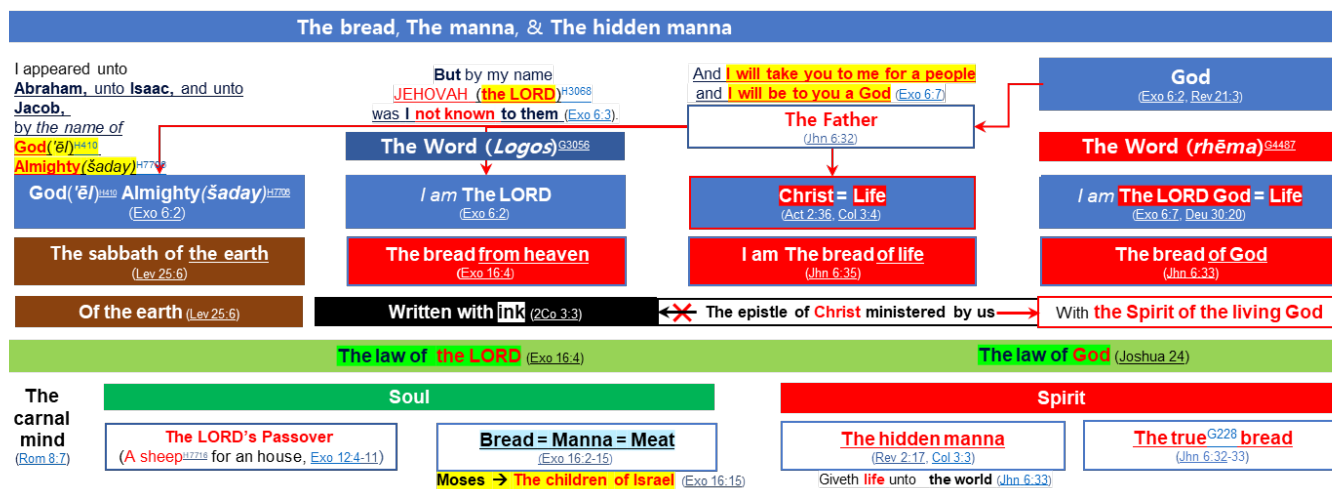 The bread, The manna, & The hidden manna
I appeared unto
Abraham, unto Isaac, and unto
Jacob,
by the name of
God('ēl)H410
Almighty(šaday)H7706
But by my name
JEHOVAH (the LORD)H3068
was I not known to them (Exo 6:3).
And I will take you to me for a people
and I will be to you a God (Exo 6:7)
God
(Exo 6:2, Rev 21:3)
The Father
(Jhn 6:32)
The Word (Logos)G3056
The Word (rhēma)G4487
God('ēl)H410 Almighty(šaday)H7706
(Exo 6:2)
I am The LORD
(Exo 6:2)
Christ = Life
(Act 2:36, Col 3:4)
I am The LORD God = Life
(Exo 6:7, Deu 30:20)
The sabbath of the earth
(Lev 25:6)
The bread from heaven
(Exo 16:4)
I am The bread of life
(Jhn 6:35)
The bread of God
(Jhn 6:33)
Of the earth (Lev 25:6)
Written with ink (2Co 3:3)
The epistle of Christ ministered by us
With the Spirit of the living God
The law of the LORD (Exo 16:4)
The law of God (Joshua 24)
The
carnal
mind
(Rom 8:7)
Soul
Spirit
The LORD's Passover
(A sheepH7716 for an house, Exo 12:4-11)
Bread = Manna = Meat
(Exo 16:2-15)
Moses → The children of Israel (Exo 16:15)
The hidden manna
(Rev 2:17, Col 3:3)
Giveth life unto the world (Jhn 6:33)
The trueG228 bread
(Jhn 6:32-33)